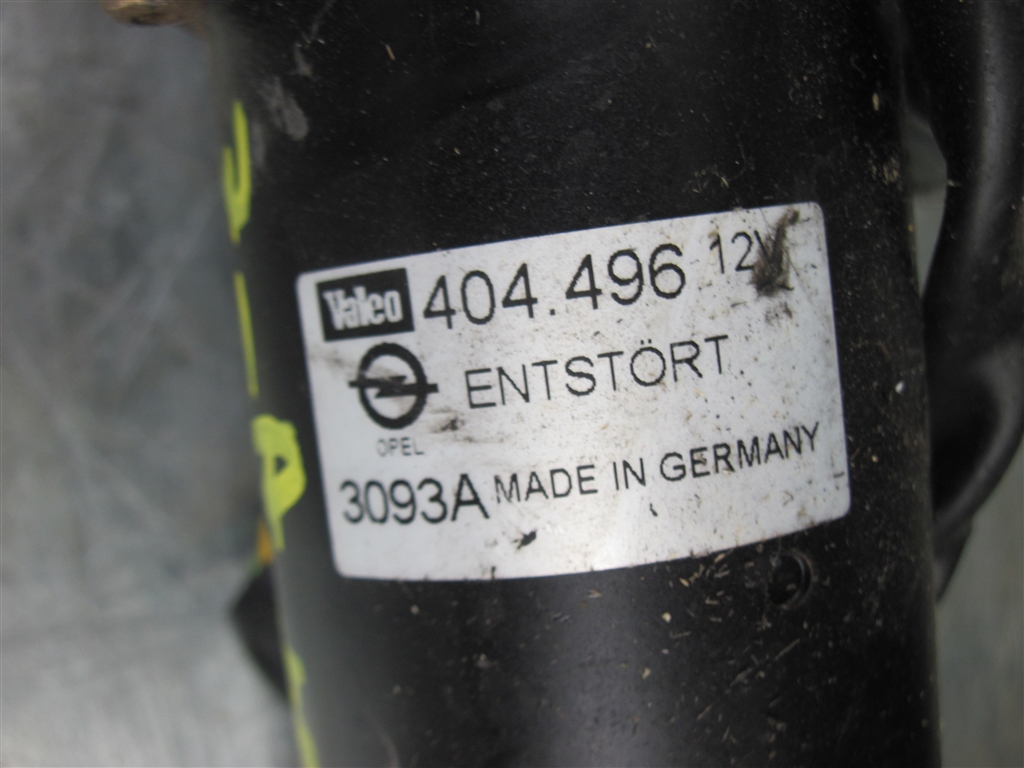 Valeo 404.496 12V
ENTSTÖRT
OPEL
3093A MADE IN GERMANY